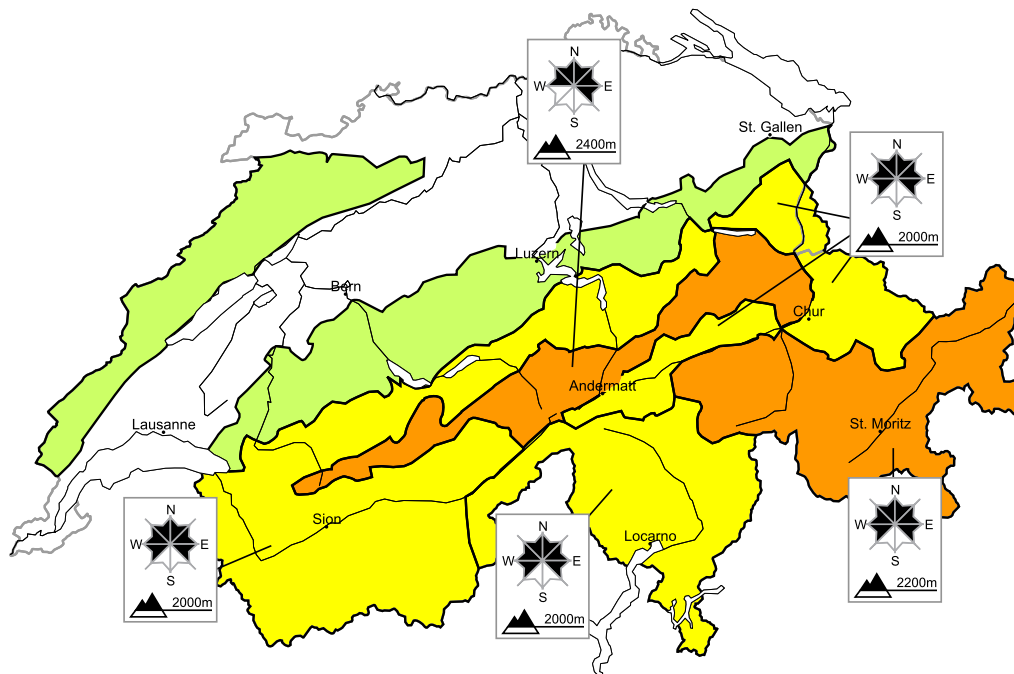 N
W E
S
2400m
St. Gallen
N
W E
S
2000m
Luzern
Bern
Chur
Andermatt
Lausanne
St. Moritz
N
W E
S
2000m
Sion
N
W E
S
2000m
Locarno
N
W E
S
2200m